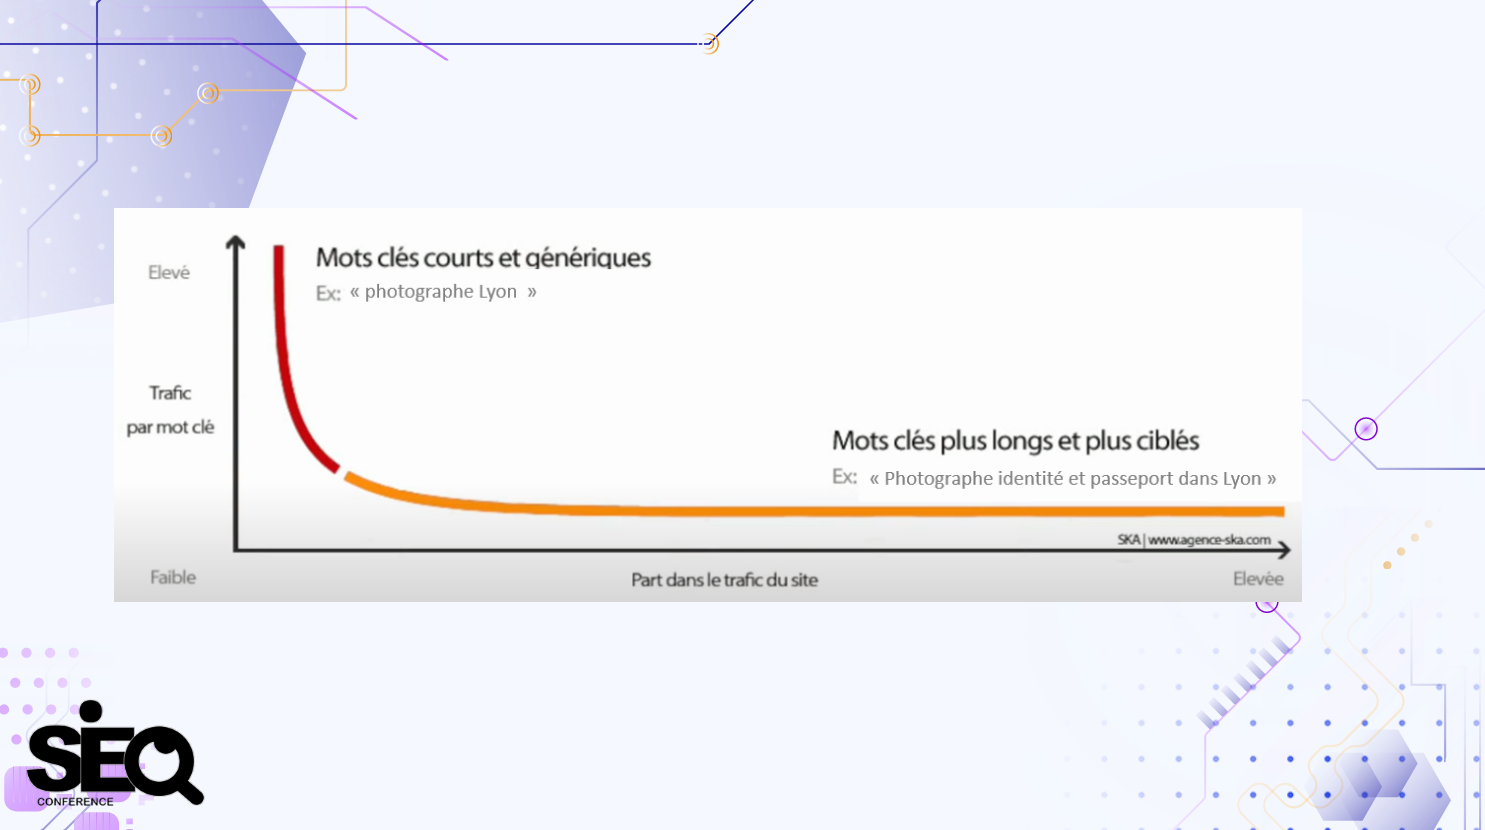 Mots clés courts et génériques
Elevé
Ex: « photographe Lyon »
Trafic
par mot clé
Mots clés plus longs et plus ciblés
Ex: « Photographe identité et passeport dans Lyon »
SKA | www.agence-ska.com
Faible
Part dans le trafic du site
Elevée
SEO
CONFERENCE